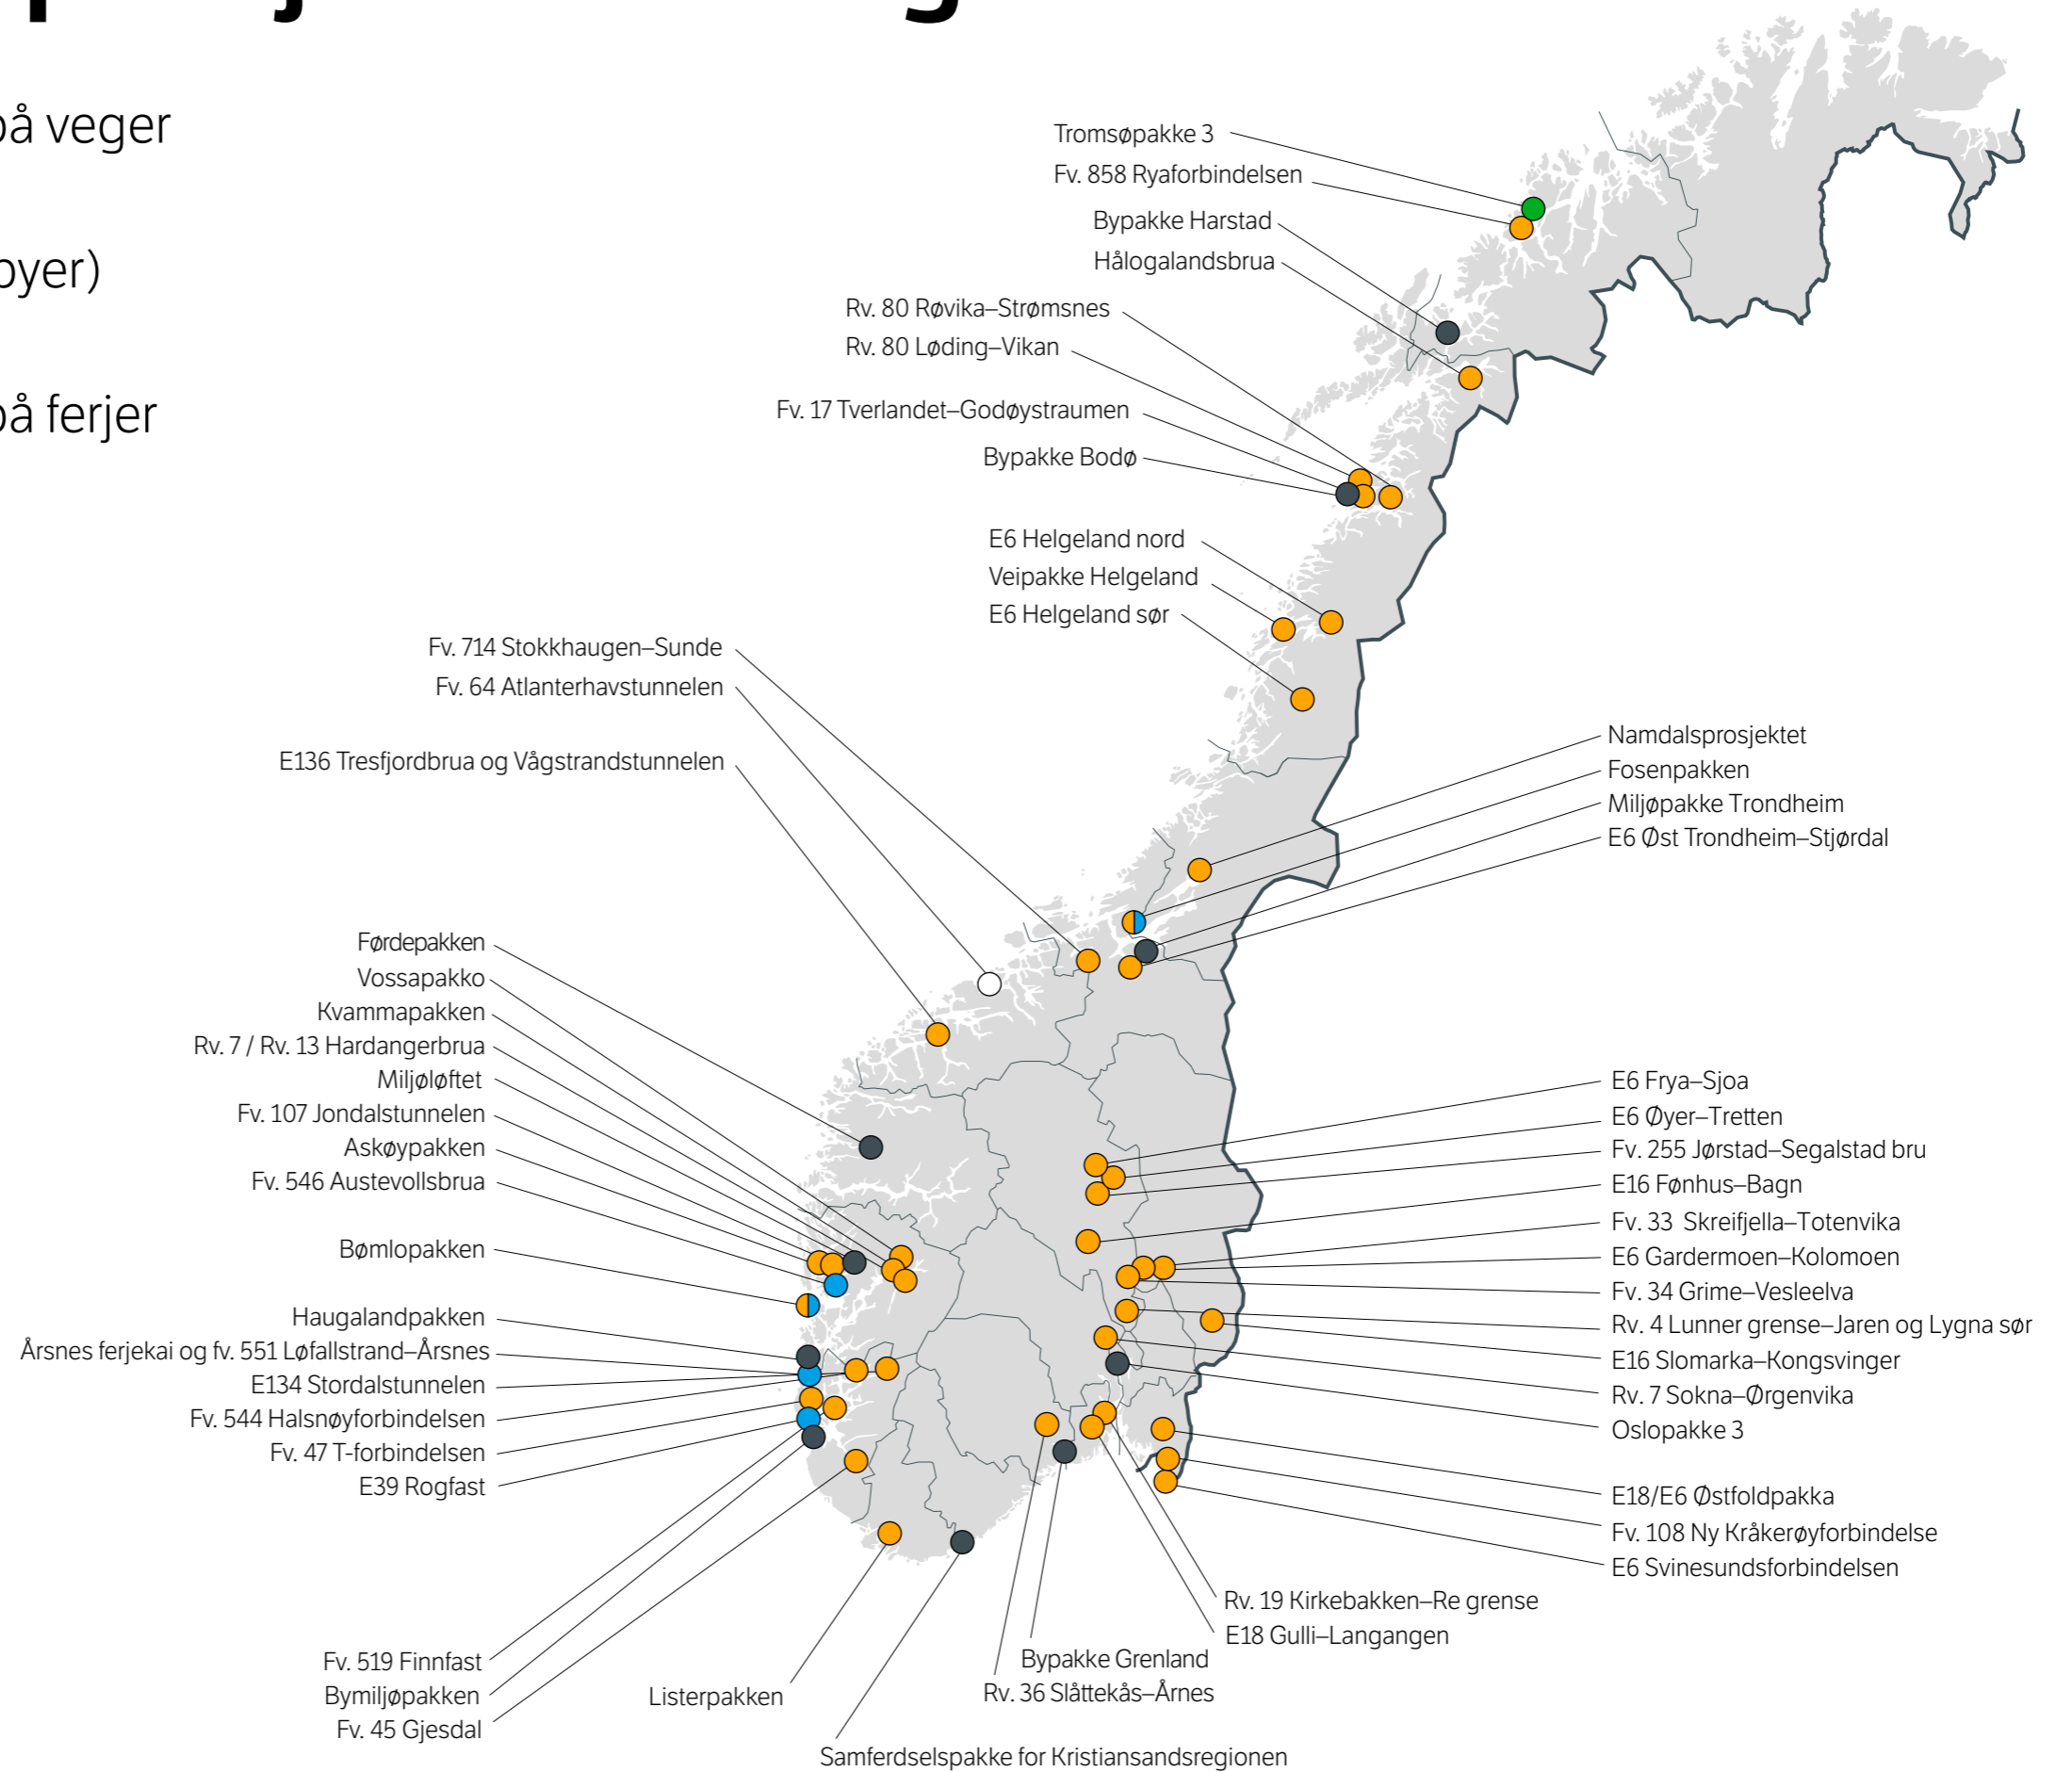 på veger
byer)
på ferjer
Tromsøpakke 3
Fv. 858 Ryaforbindelsen
Bypakke Harstad
Hålogalandsbrua
Rv. 80 Røvika–Strømsnes
Rv. 80 Løding–Vikan
Fv. 17 Tverlandet–Godøystraumen
Bypakke Bodø
E6 Helgeland nord
Veipakke Helgeland
E6 Helgeland sør
Fv. 714 Stokkhaugen–Sunde
Fv. 64 Atlanterhavstunnelen
E136 Tresfjordbrua og Vågstrandstunnelen
Namdalsprosjektet
Fosenpakken
Miljøpakke Trondheim
E6 Øst Trondheim–Stjørdal
Førdepakken
Vossapakko
Kvammapakken
Rv. 7 / Rv. 13 Hardangerbrua
Miljøløftet
Fv. 107 Jondalstunnelen
Askøypakken
Fv. 546 Austevollsbrua
Bømlopakken
Haugalandpakken
Årsnes ferjekai og fv. 551 Løfallstrand–Årsnes
E134 Stordalstunnelen
Fv. 544 Halsnøyforbindelsen
Fv. 47 T-forbindelsen
E39 Rogfast
E6 Frya–Sjoa
E6 Øyer–Tretten
Fv. 255 Jørstad–Segalstad bru
E16 Fønhus–Bagn
Fv. 33 Skreifjella–Totenvika
E6 Gardermoen–Kolomoen
Fv. 34 Grime–Vesleelva
Rv. 4 Lunner grense–Jaren og Lygna sør
E16 Slomarka–Kongsvinger
Rv. 7 Sokna–Ørgenvika
Oslopakke 3
E18/E6 Østfoldpakka
Fv. 108 Ny Kråkerøyforbindelse
E6 Svinesundsforbindelsen
Rv. 19 Kirkebakken–Re grense
E18 Gulli–Langangen
Bypakke Grenland
Rv. 36 Slåttekås–Årnes
Fv. 519 Finnfast
Bymiljøpakken
Fv. 45 Gjesdal
Listerpakken
Samferdselspakke for Kristiansandsregionen